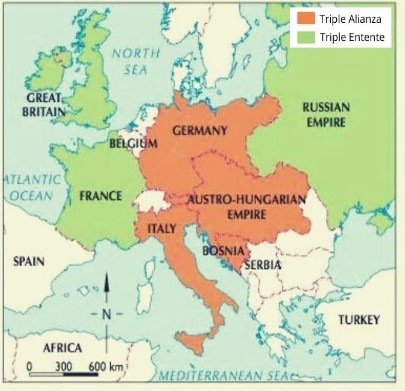 Triple Alianza
Triple Entente
NORTH
SEA
GREAT
BRITAIN
RUSSIAN
EMPIRE
GERMANY
BELGIUM
ATLANTIC
OCEAN
FRANCE
AUSTRO-HUNGARIAN
EMPIRE
ITALY
BOSNIA
SERBIA
SPAIN
N
TURKEY
AFRICA
0 300 600 km
MEDITERRANEAN SEA